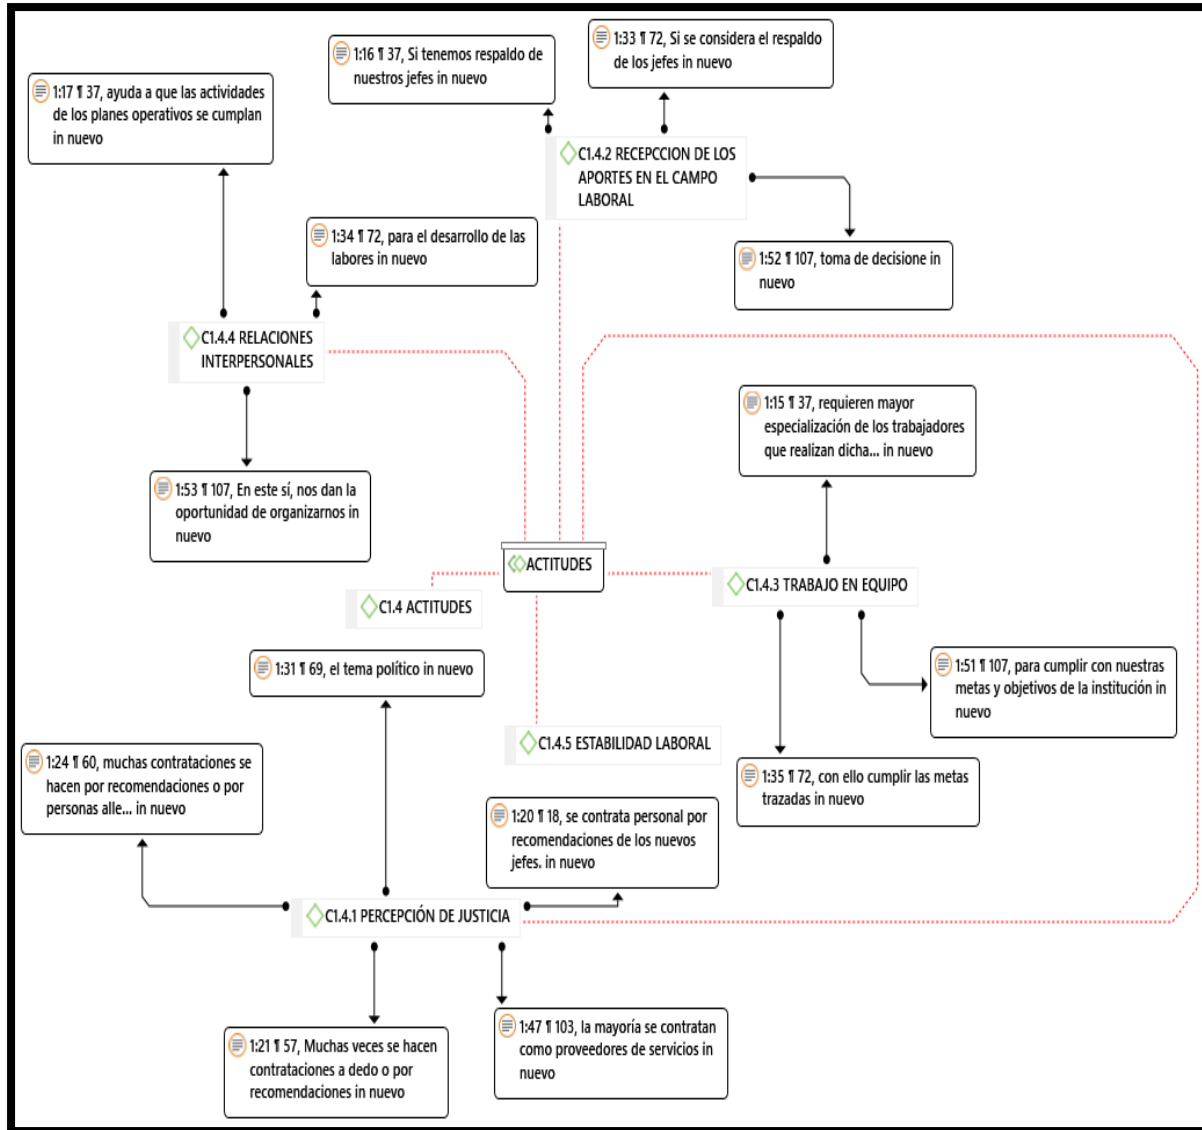 1:33 ¶ 72, Si se considera el respaldo
de los jefes in nuevo
1:16 ¶ 37, Si tenemos respaldo de
nuestros jefes in nuevo
1:17 ¶ 37, ayuda a que las actividades
de los planes operativos se cumplan
in nuevo
C1.4.2 RECEPCCION DE LOS
APORTES EN EL CAMPO
LABORAL
1:34 ¶ 72, para el desarrollo de las
labores in nuevo
1:52 ¶ 107, toma de decisione in
nuevo
C1.4.4 RELACIONES
INTERPERSONALES
1:15 ¶ 37, requieren mayor
especialización de los trabajadores
que realizan dicha... in nuevo
1:53 ¶ 107, En este sí, nos dan la
oportunidad de organizarnos in
nuevo
ACTITUDES
C1.4.3 TRABAJO EN EQUIPO
C1.4 ACTITUDES
1:31 ¶ 69, el tema político in nuevo
1:51 ¶ 107, para cumplir con nuestras
metas y objetivos de la institución in
nuevo
C1.4.5 ESTABILIDAD LABORAL
1:24 ¶ 60, muchas contrataciones se
hacen por recomendaciones o por
personas alle... in nuevo
1:35 ¶ 72, con ello cumplir las metas
trazadas in nuevo
1:20 ¶ 18, se contrata personal por
recomendaciones de los nuevos
jefes. in nuevo
C1.4.1 PERCEPCIÓN DE JUSTICIA
1:47 ¶ 103, la mayoría se contratan
como proveedores de servicios in
nuevo
1:21 ¶ 57, Muchas veces se hacen
contrataciones a dedo o por
recomendaciones in nuevo